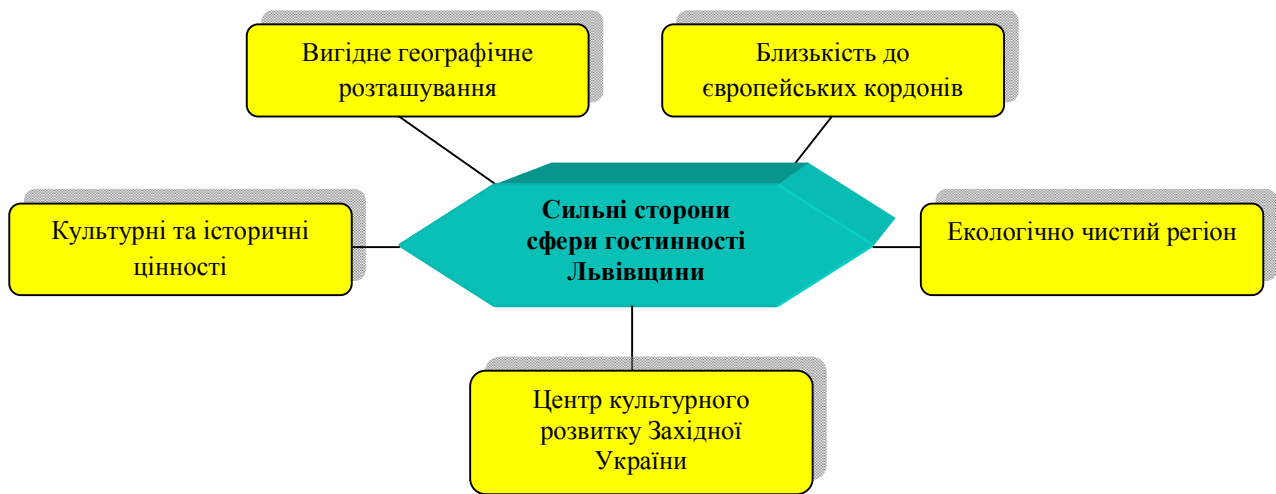 Вигідне географічне
розташування
Близькість до
європейських кордонів
Культурні та історичні
цінності
Сильні сторони
сфери гостинності
Львівщини
Екологічно чистий регіон
Центр культурного
розвитку Західної
України